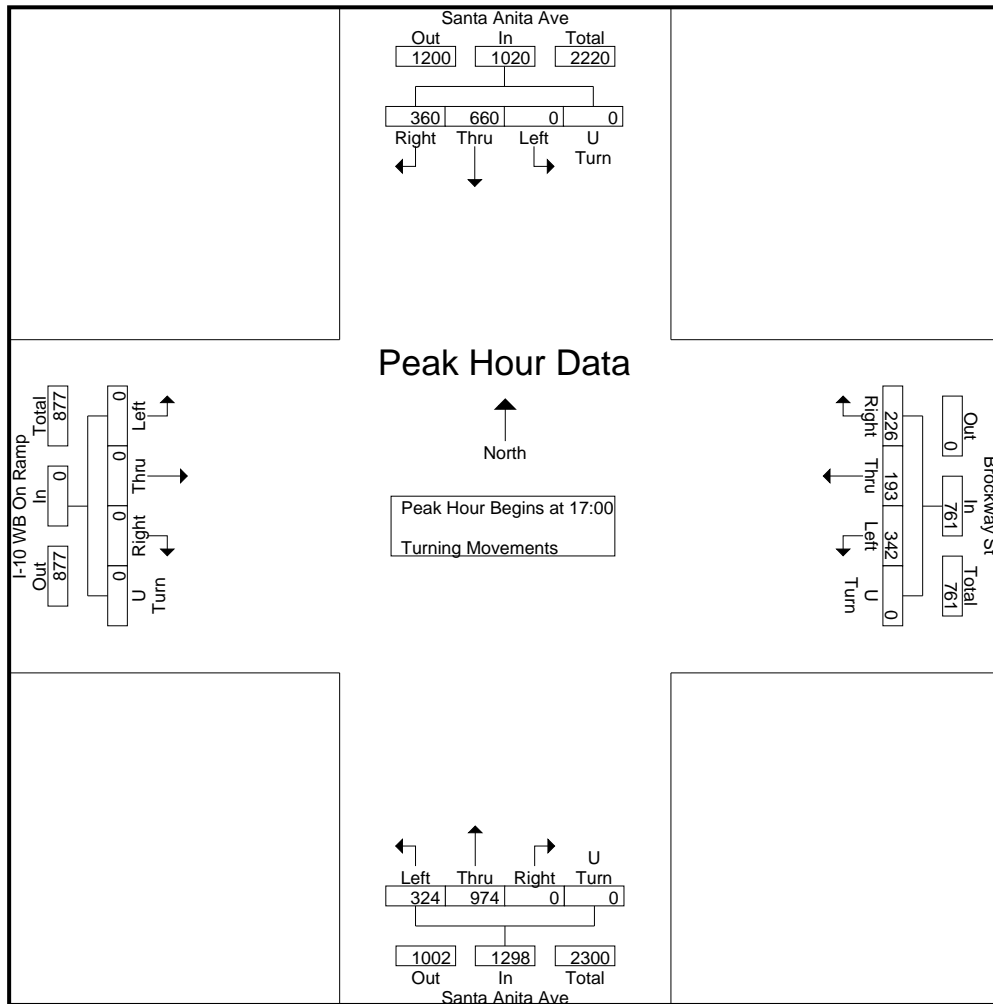 Santa Anita Ave
Out In Total
1200 1020 2220
360 660 0 0
Right Thru Left U
Turn
Peak Hour Data
North
Peak Hour Begins at 17:00
Turning Movements
I-10 WB On Ramp
Out In Total
877 0 877
0 0 0 0
U
Turn Right Thru Left
Brockway St
Out In Total
0 761 761
226 193 342 0
Right Thru Left U
Turn
U
Left Thru Right Turn
324 974 0 0
1002 1298 2300
Out In Total
Santa Anita Ave